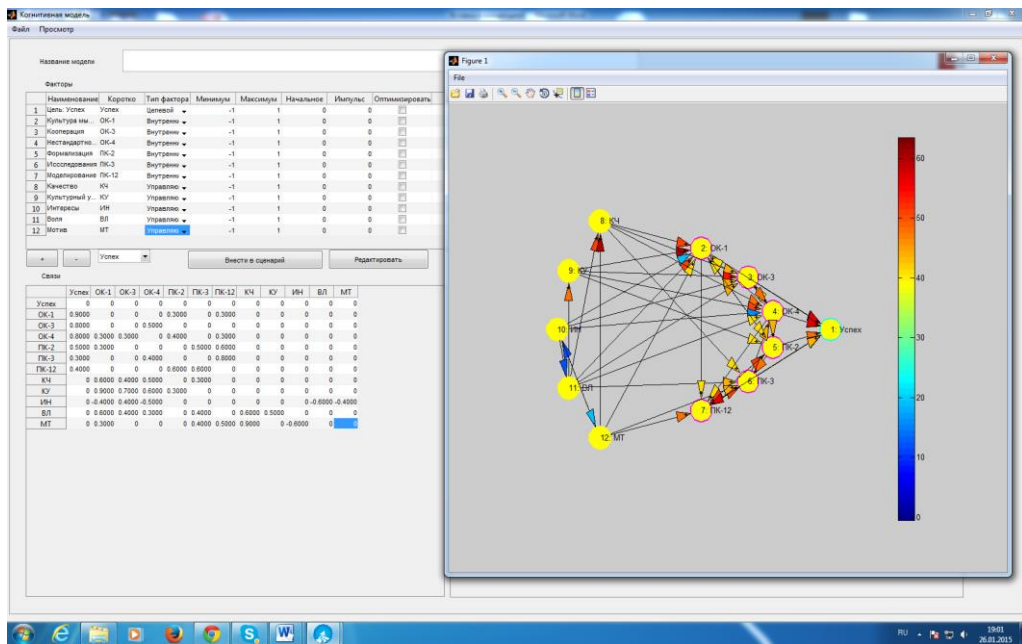 Когнитивная модель
Файл Просмотр
Название модели
Факторы
Наименование Коротко Тип фактора Минимум Максимум Начальное Импульс Оптимизировать
1 Цель: Успех Успех Целевой -1 1 0 0
2 Культура мы... ОК-1 Внутренн -1 1 0 0
3 Кооперация ОК-3 Внутренн -1 1 0 0
4 Нестандартно... ОК-4 Внутренн -1 1 0 0
5 Формализация ПК-2 Внутренн -1 1 0 0
6 Исследования ПК-3 Внутренн -1 1 0 0
7 Моделирование ПК-12 Внутренн -1 1 0 0
8 Качество КЧ Управляю -1 1 0 0
9 Культурный у... КУ Управляю -1 1 0 0
10 Интересы ИН Управляю -1 1 0 0
11 Воля ВЛ Управляю -1 1 0 0
12 Мотив МТ Управляю -1 1 0 0
+ - Успех Внести в сценарий Редактировать
Связи
Успех ОК-1 ОК-3 ОК-4 ПК-2 ПК-3 ПК-12 КЧ КУ ИН ВЛ МТ
Успех 0 0 0 0 0 0 0 0 0 0 0 0
ОК-1 0.9000 0 0 0 0.3000 0 0.3000 0 0 0 0 0
ОК-3 0.8000 0 0 0.5000 0 0 0 0 0 0 0 0
ОК-4 0.6000 0.3000 0.3000 0 0.4000 0 0.3000 0 0 0 0 0
ПК-2 0.5000 0.3000 0 0 0 0.5000 0.6000 0 0 0 0 0
ПК-3 0.3000 0 0 0.4000 0 0 0.8000 0 0 0 0 0
ПК-12 0.4000 0 0 0 0.6000 0.6000 0 0 0 0 0 0
КЧ 0 0.6000 0.4000 0.5000 0 0.3000 0 0 0 0 0 0
КУ 0 0.9000 0.7000 0.6000 0.3000 0 0 0 0 0 0 0
ИН 0 -0.4000 0.4000 -0.5000 0 0 0 0 0 0 -0.6000 -0.4000
ВЛ 0 0.6000 0.4000 0.3000 0 0.4000 0 0.6000 0.5000 0 0 0
МТ 0 0.3000 0 0 0 0.4000 0.5000 0.9000 0 -0.6000 0 0
Figure 1
File
8: КЧ
2: ОК-1
9: КУ
3: ОК-3
4: ОК-4
10: ИН
1: Успех
5: ПК-2
11: ВЛ
6: ПК-3
7: ПК-12
12: МТ
60
50
40
20
10
0
RU
19:01
26.01.2015